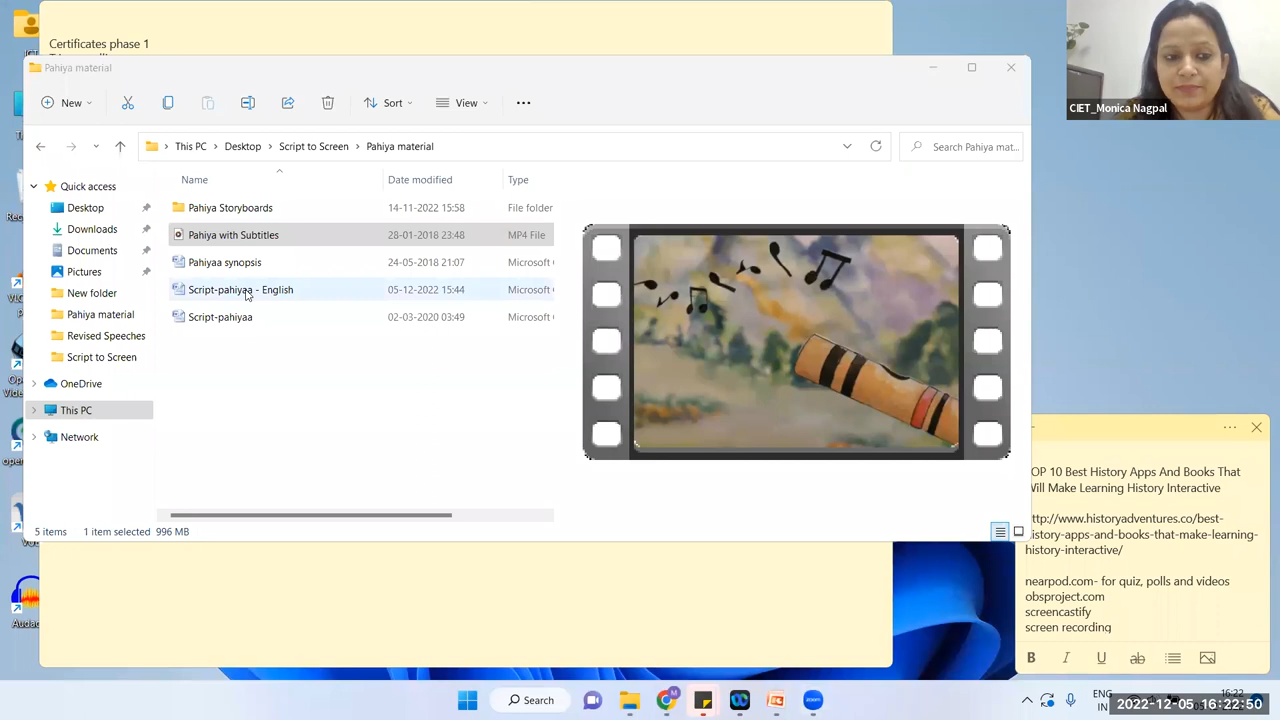 Certificates phase 1
CIET_Monica Nagpal
Pahiya material
New
Sort
View
This PC > Desktop > Script to Screen > Pahiya material
Search Pahiya mat...
Name Date modified Type
Pahiya Storyboards 14-11-2022 15:58 File folder
Pahiya with Subtitles 28-01-2018 23:48 MP4 File
Pahiyaa synopsis 24-05-2018 21:07 Microsoft
Script-pahiyaa - English 05-12-2022 15:44 Microsoft
Script-pahiyaa 02-03-2020 03:49 Microsoft
Quick access
Desktop
Downloads
Documents
Pictures
New folder
Pahiya material
Revised Speeches
Script to Screen
OneDrive
This PC
Network
5 items 1 item selected 996 MB
OP 10 Best History Apps And Books That
Will Make Learning History Interactive
http://www.historyadventures.co/best-
history-apps-and-books-that-make-learning-
history-interactive/
nearpod.com- for quiz, polls and videos
obsproject.com
screencastify
screen recording
B I U ab
Search
ENG
IN
16:22
2022-12-05 16:22:50